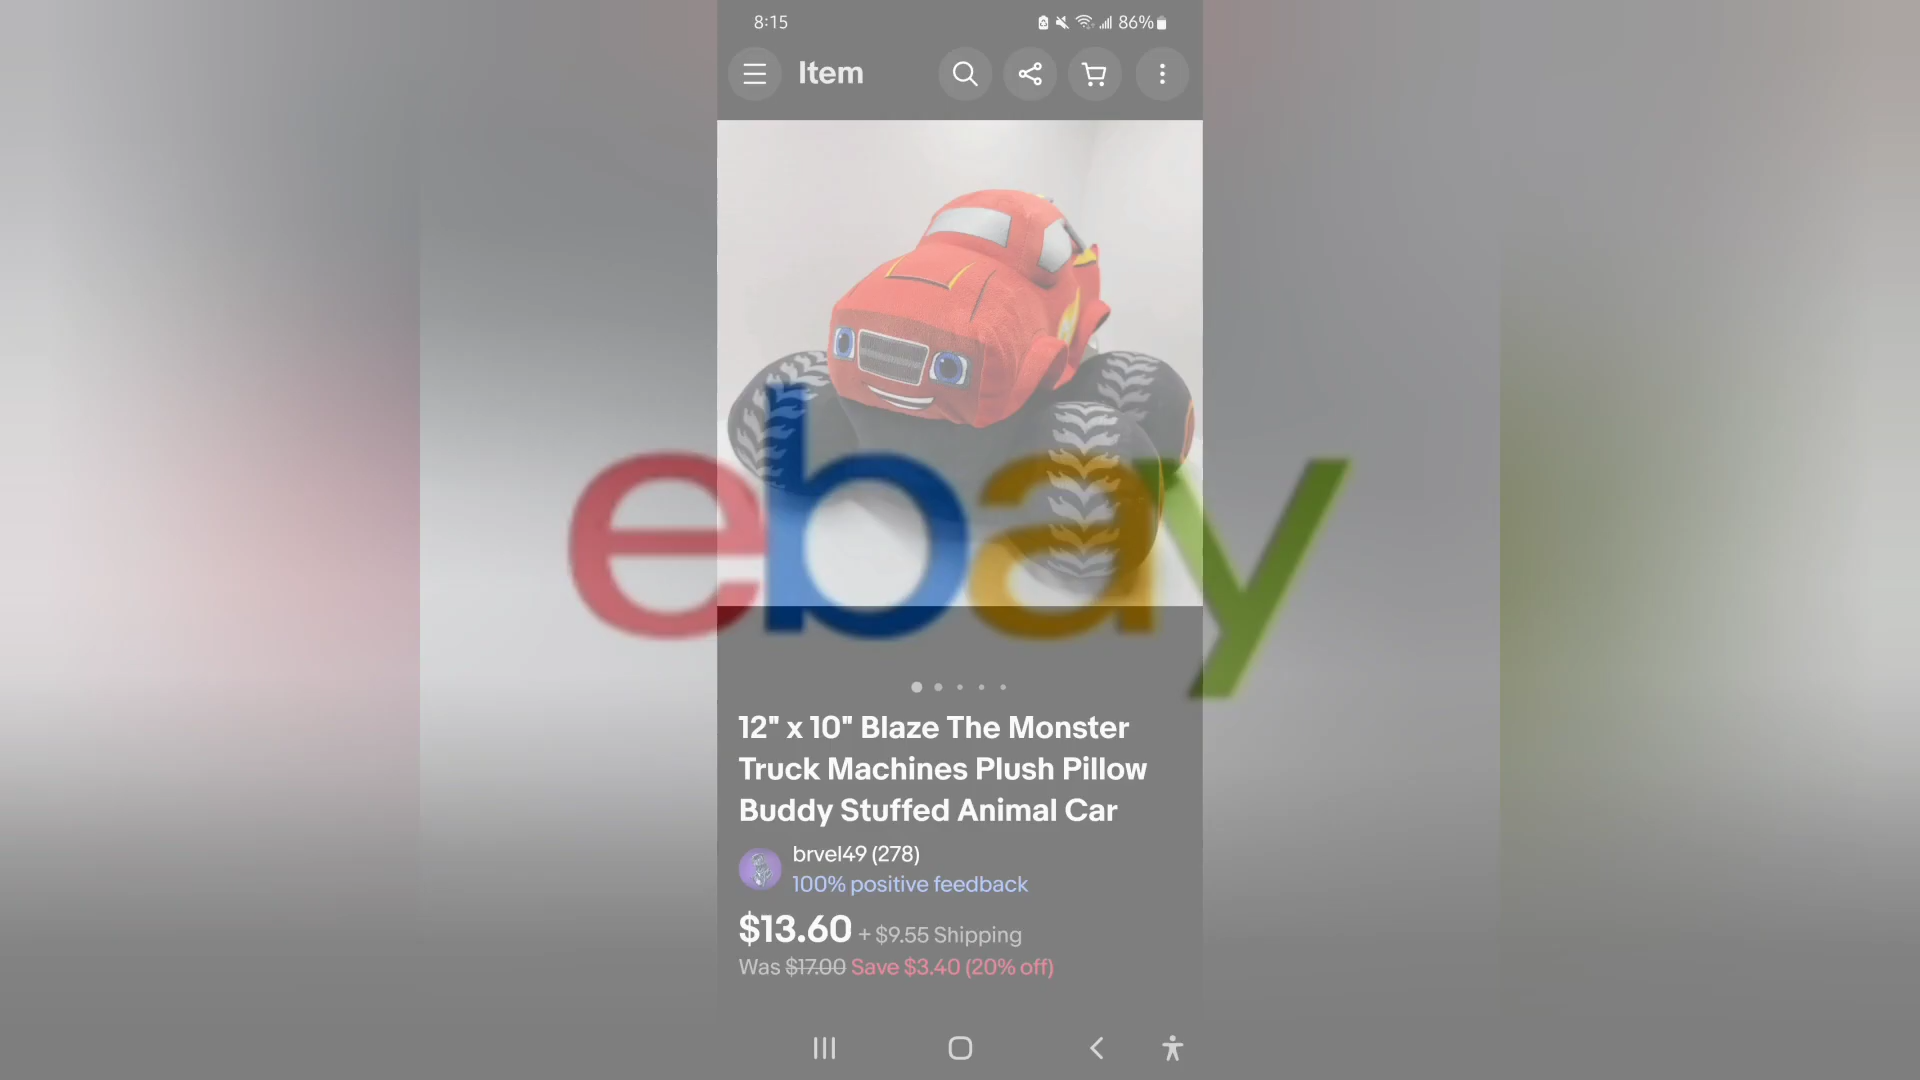 8:15
86%
Item
ebay
12" x 10" Blaze The Monster
Truck Machines Plush Pillow
Buddy Stuffed Animal Car
brvel49 (278)
100% positive feedback
$13.60 + $9.55 Shipping
Was $17.00 Save $3.40 (20% off)